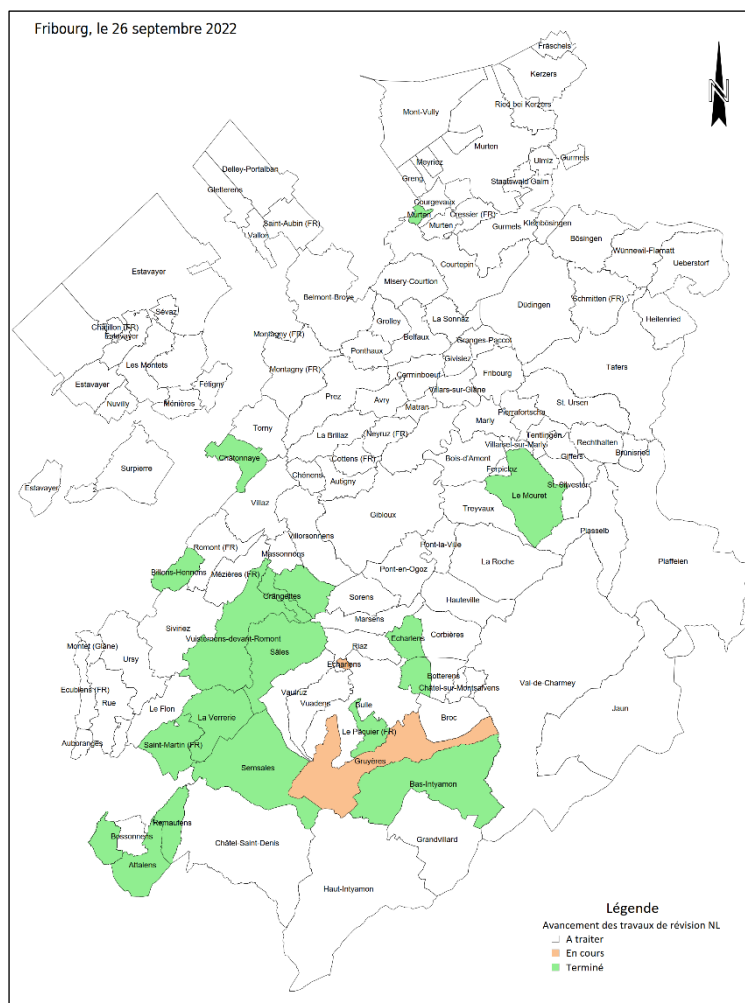 Fribourg, le 26 septembre 2022
Fräschels
Kerzers
N
Mont-Vully
Ried bei Kerzers
Murten
Meyriez
Ulmiz
Gurmels
Greng
Staatswald Galm
Delley-Portalban
Gletterens
Courgevaux
Murten
Cressier (FR)
Murten
Gurmels
Kleinbösingen
Saint-Aubin (FR)
Vallon
Bösingen
Wünnewil-Flamatt
Ueberstorf
Courtepin
Estavayer
Misery-Courtion
Belmont-Broye
Düdingen
Schmitten (FR)
Heitenried
Sévaz
Châtillon (FR)
Estavayer
Grolley
La Sonnaz
Montagny (FR)
Belfaux
Granges-Paccot
Ponthaux
Givisiez
Les Montets
Montagny (FR)
Corminboeuf
Fribourg
Tafers
Estavayer
Fétigny
Villars-sur-Glâne
Nuvilly
Ménières
Prez
Avry
Matran
St. Ursen
Pierrafortscha
Marly
Torny
La Brillaz
Neyruz (FR)
Tentlingen
Villarsel-sur-Marly
Rechthalten
Giffers
Brünisried
Châtonnaye
Cottens (FR)
Bois-d'Amont
Ferpicloz
Surpierre
Estavayer
Chénens
Autigny
St. Silvester
Le Mouret
Villaz
Gibloux
Treyvaux
Plasselb
Villorsonnens
Romont (FR)
Massonnens
Pont-la-Ville
La Roche
Plaffeien
Billens-Hennens
Mézières (FR)
Pont-en-Ogoz
Grangettes
Sorens
Hauteville
Marsens
Siviriez
Vuisternens-devant-Romont
Echarlens
Corbières
Montet (Glâne)
Sâles
Riaz
Ursy
Echarlens
Botterens
Ecublens (FR)
Châtel-sur-Montsalvens
Val-de-Charmey
Vaulruz
Rue
Vuadens
Bulle
Le Flon
Jaun
La Verrerie
Broc
Le Pâquier (FR)
Auboranges
Saint-Martin (FR)
Semsales
Gruyères
Bas-Intyamon
Remaufens
Bossonnens
Châtel-Saint-Denis
Grandvillard
Attalens
Haut-Intyamon
Légende
Avancement des travaux de révision NL
A traiter
En cours
Terminé